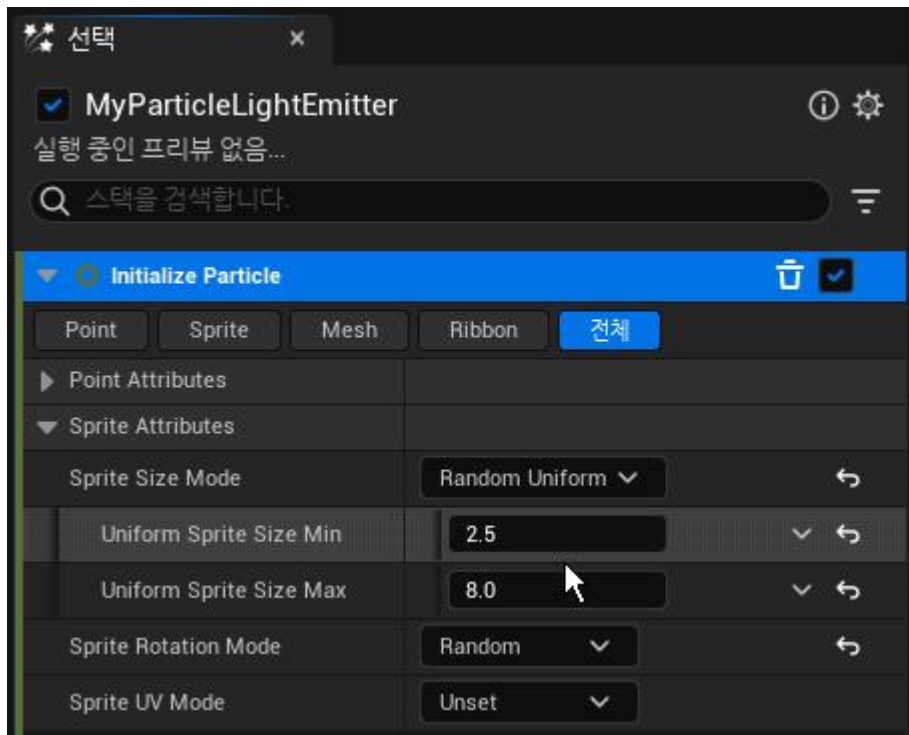 선택
MyParticleLightEmitter
실행 중인 프리뷰 없음...
스택을 검색합니다.
Initialize Particle
Point Sprite Mesh Ribbon 전체
Point Attributes
Sprite Attributes
Sprite Size Mode Random Uniform
Uniform Sprite Size Min 2.5
Uniform Sprite Size Max 8.0
Sprite Rotation Mode Random
Sprite UV Mode Unset